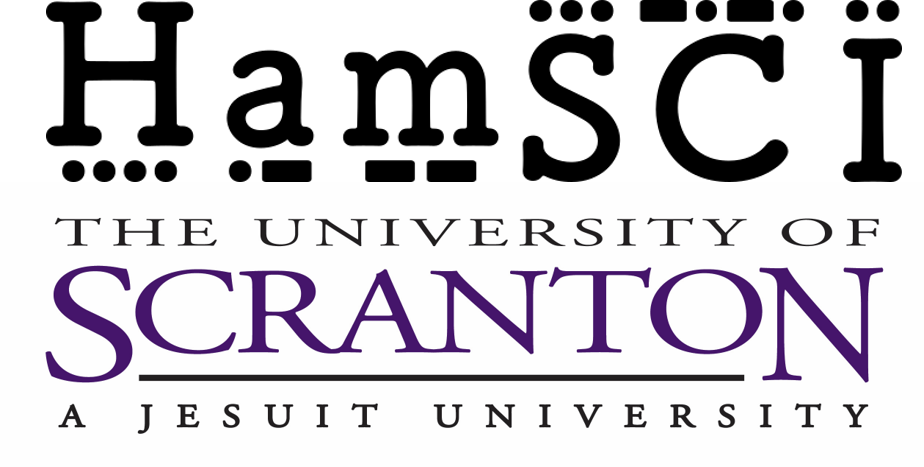 HamSCI
THE UNIVERSITY OF
SCRANTON
A JESUIT UNIVERSITY